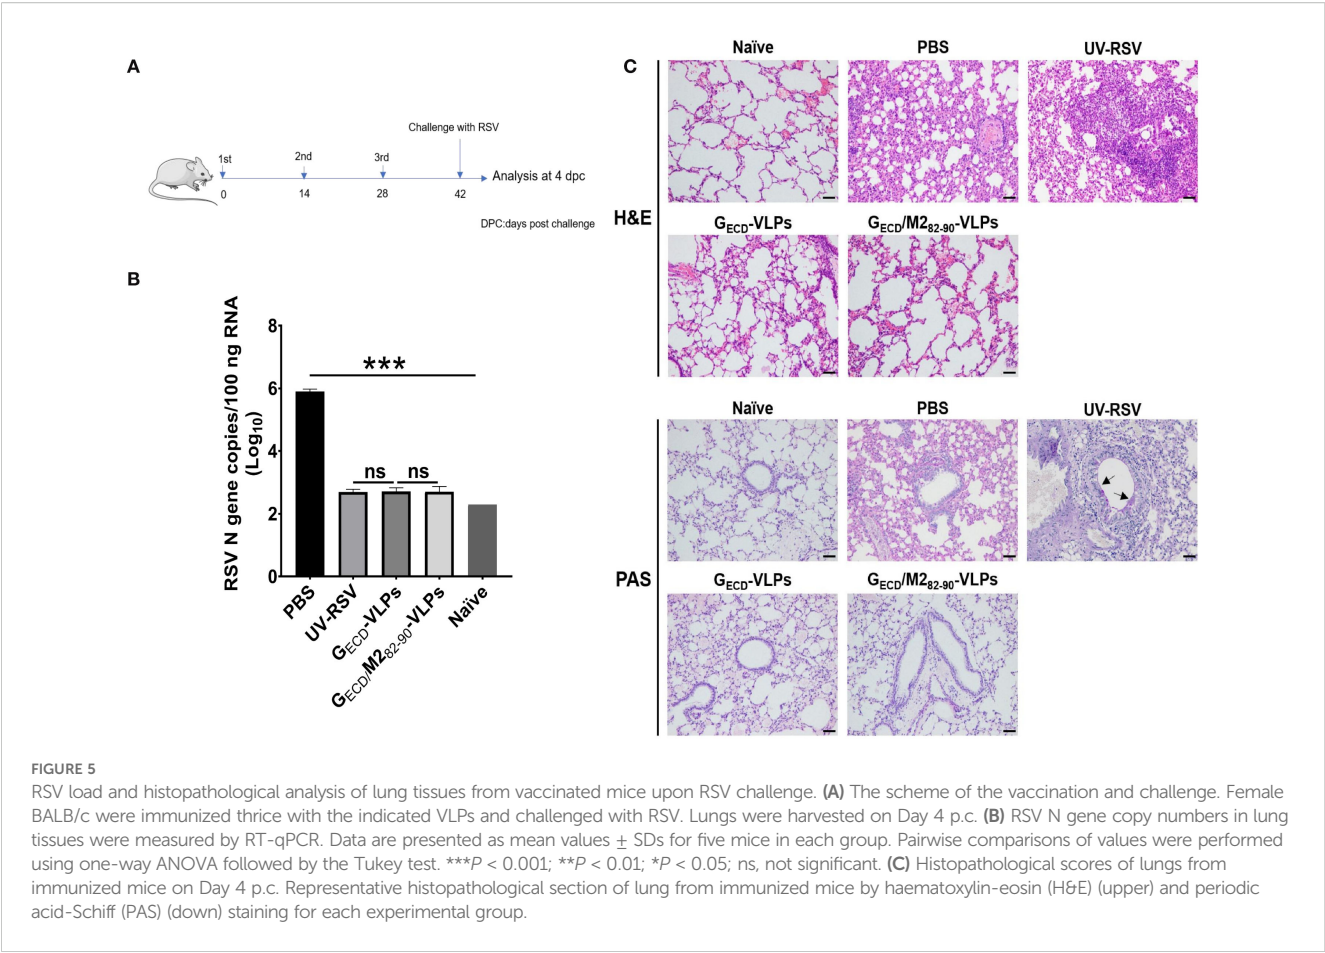 A
Challenge with RSV
1st
2nd
3rd
Analysis at 4 dpc
0
14
28
42
DPC:days post challenge
B
RSV N gene copies/100 ng RNA
(Log10)
8
6
4
2
0
***
ns
ns
PBS
UV-RSV
GECD-VLPs
GECD/M282-90-VLPs
Naïve
C
Naïve
PBS
UV-RSV
H&E
GECD-VLPs
GECD/M282-90-VLPs
Naïve
PBS
UV-RSV
PAS
GECD-VLPs
GECD/M282-90-VLPs
FIGURE 5
RSV load and histopathological analysis of lung tissues from vaccinated mice upon RSV challenge. (A) The scheme of the vaccination and challenge. Female
BALB/c were immunized thrice with the indicated VLPs and challenged with RSV. Lungs were harvested on Day 4 p.c. (B) RSV N gene copy numbers in lung
tissues were measured by RT-qPCR. Data are presented as mean values ± SDs for five mice in each group. Pairwise comparisons of values were performed
using one-way ANOVA followed by the Tukey test. ***P < 0.001; **P < 0.01; *P < 0.05; ns, not significant. (C) Histopathological scores of lungs from
immunized mice on Day 4 p.c. Representative histopathological section of lung from immunized mice by haematoxylin-eosin (H&E) (upper) and periodic
acid-Schiff (PAS) (down) staining for each experimental group.